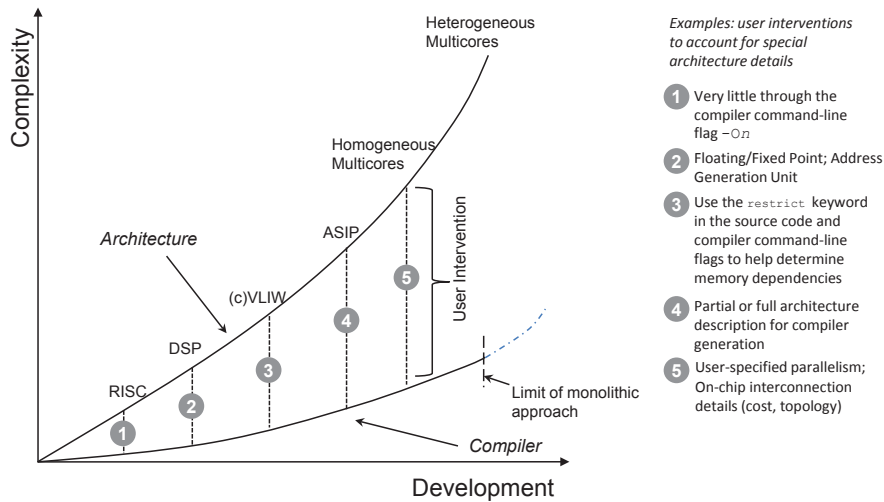 Complexity
Heterogeneous
Multicores
Homogeneous
Multicores
Architecture
ASIP
(c)VLIW
DSP
RISC
1
2
3
4
5
User Intervention
Limit of monolithic
approach
Compiler
Development
Examples: user interventions
to account for special
architecture details
1 Very little through the
compiler command-line
flag –On
2 Floating/Fixed Point; Address
Generation Unit
3 Use the restrict keyword
in the source code and
compiler command-line
flags to help determine
memory dependencies
4 Partial or full architecture
description for compiler
generation
5 User-specified parallelism;
On-chip interconnection
details (cost, topology)